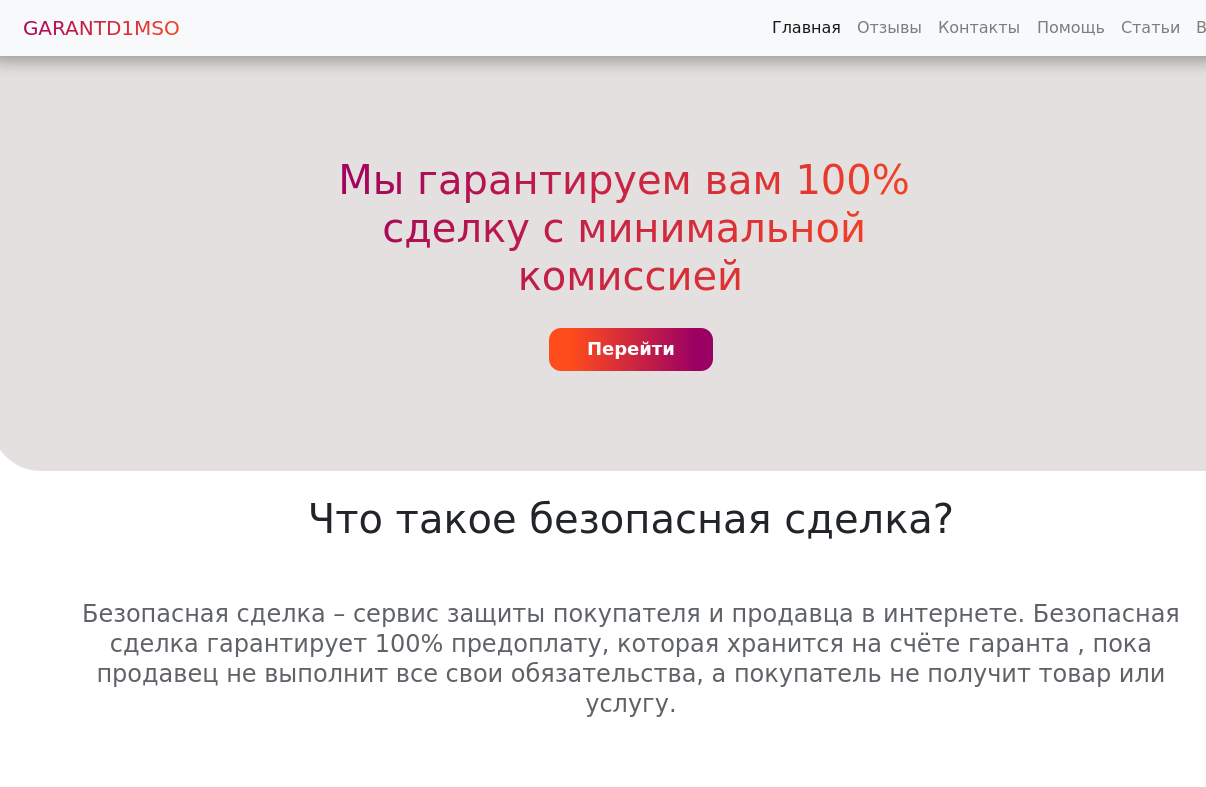 GARANTD1MSO
Главная Отзывы Контакты Помощь Статьи
Мы гарантируем вам 100%
сделку с минимальной
комиссией
Перейти
Что такое безопасная сделка?
Безопасная сделка – сервис защиты покупателя и продавца в интернете. Безопасная
сделка гарантирует 100% предоплату, которая хранится на счёте гаранта , пока
продавец не выполнит все свои обязательства, а покупатель не получит товар или
услугу.